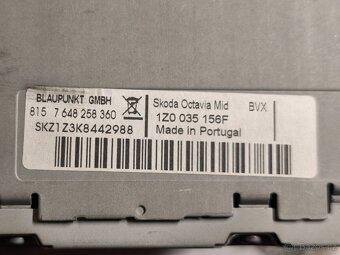 BLAUPUNKT GMBH
815 7 648 258 360
SKZ1Z3K8442988
Skoda Octavia Mid BVX
1Z0 035 156F
Made in Portugal